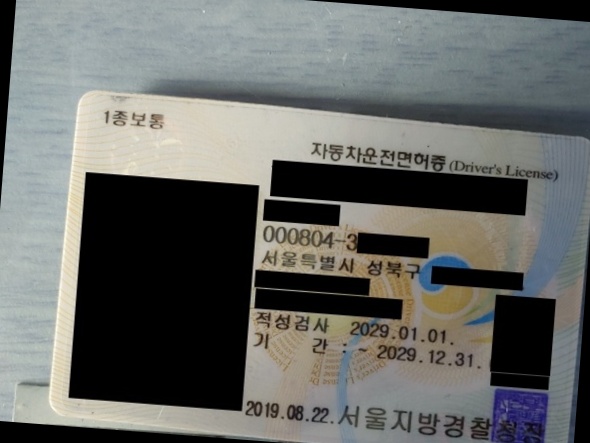 1종보통
자동차운전면허증 (Driver's License)
000804-3
서울특별시 성북구
적성검사 2029.01.01.
기 간 : ~ 2029.12.31.
2019.08.22. 서울지방경찰청장